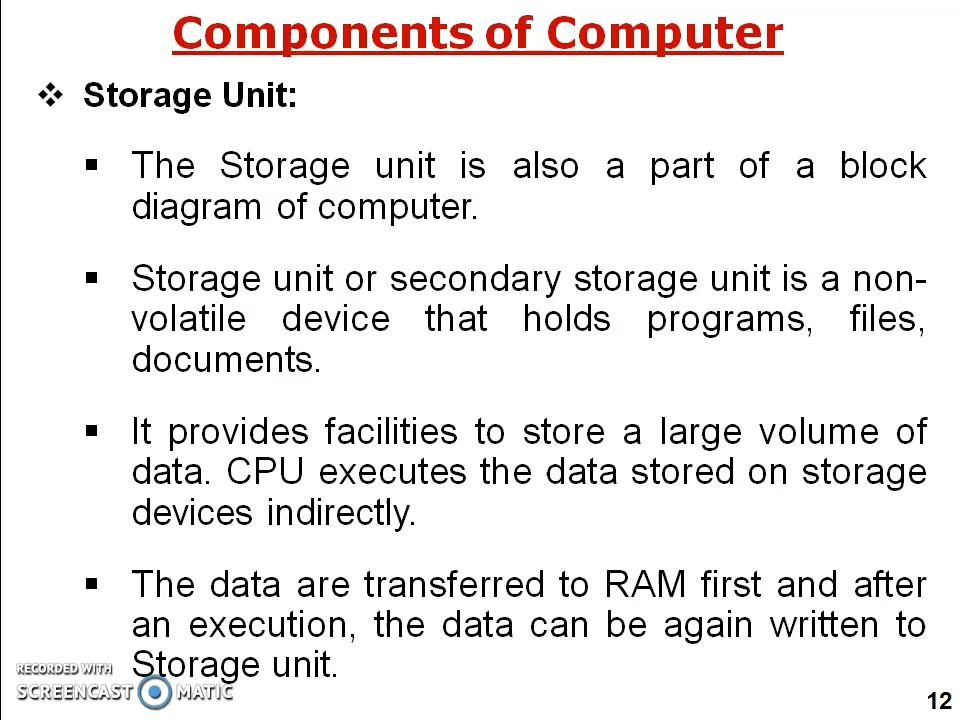 Components of Computer
❖ Storage Unit:
▪ The Storage unit is also a part of a block
diagram of computer.
▪ Storage unit or secondary storage unit is a non-
volatile device that holds programs, files,
documents.
▪ It provides facilities to store a large volume of
data. CPU executes the data stored on storage
devices indirectly.
▪ The data are transferred to RAM first and after
an execution, the data can be again written to
Storage unit.
RECORDED WITH
SCREENCAST MATIC
12